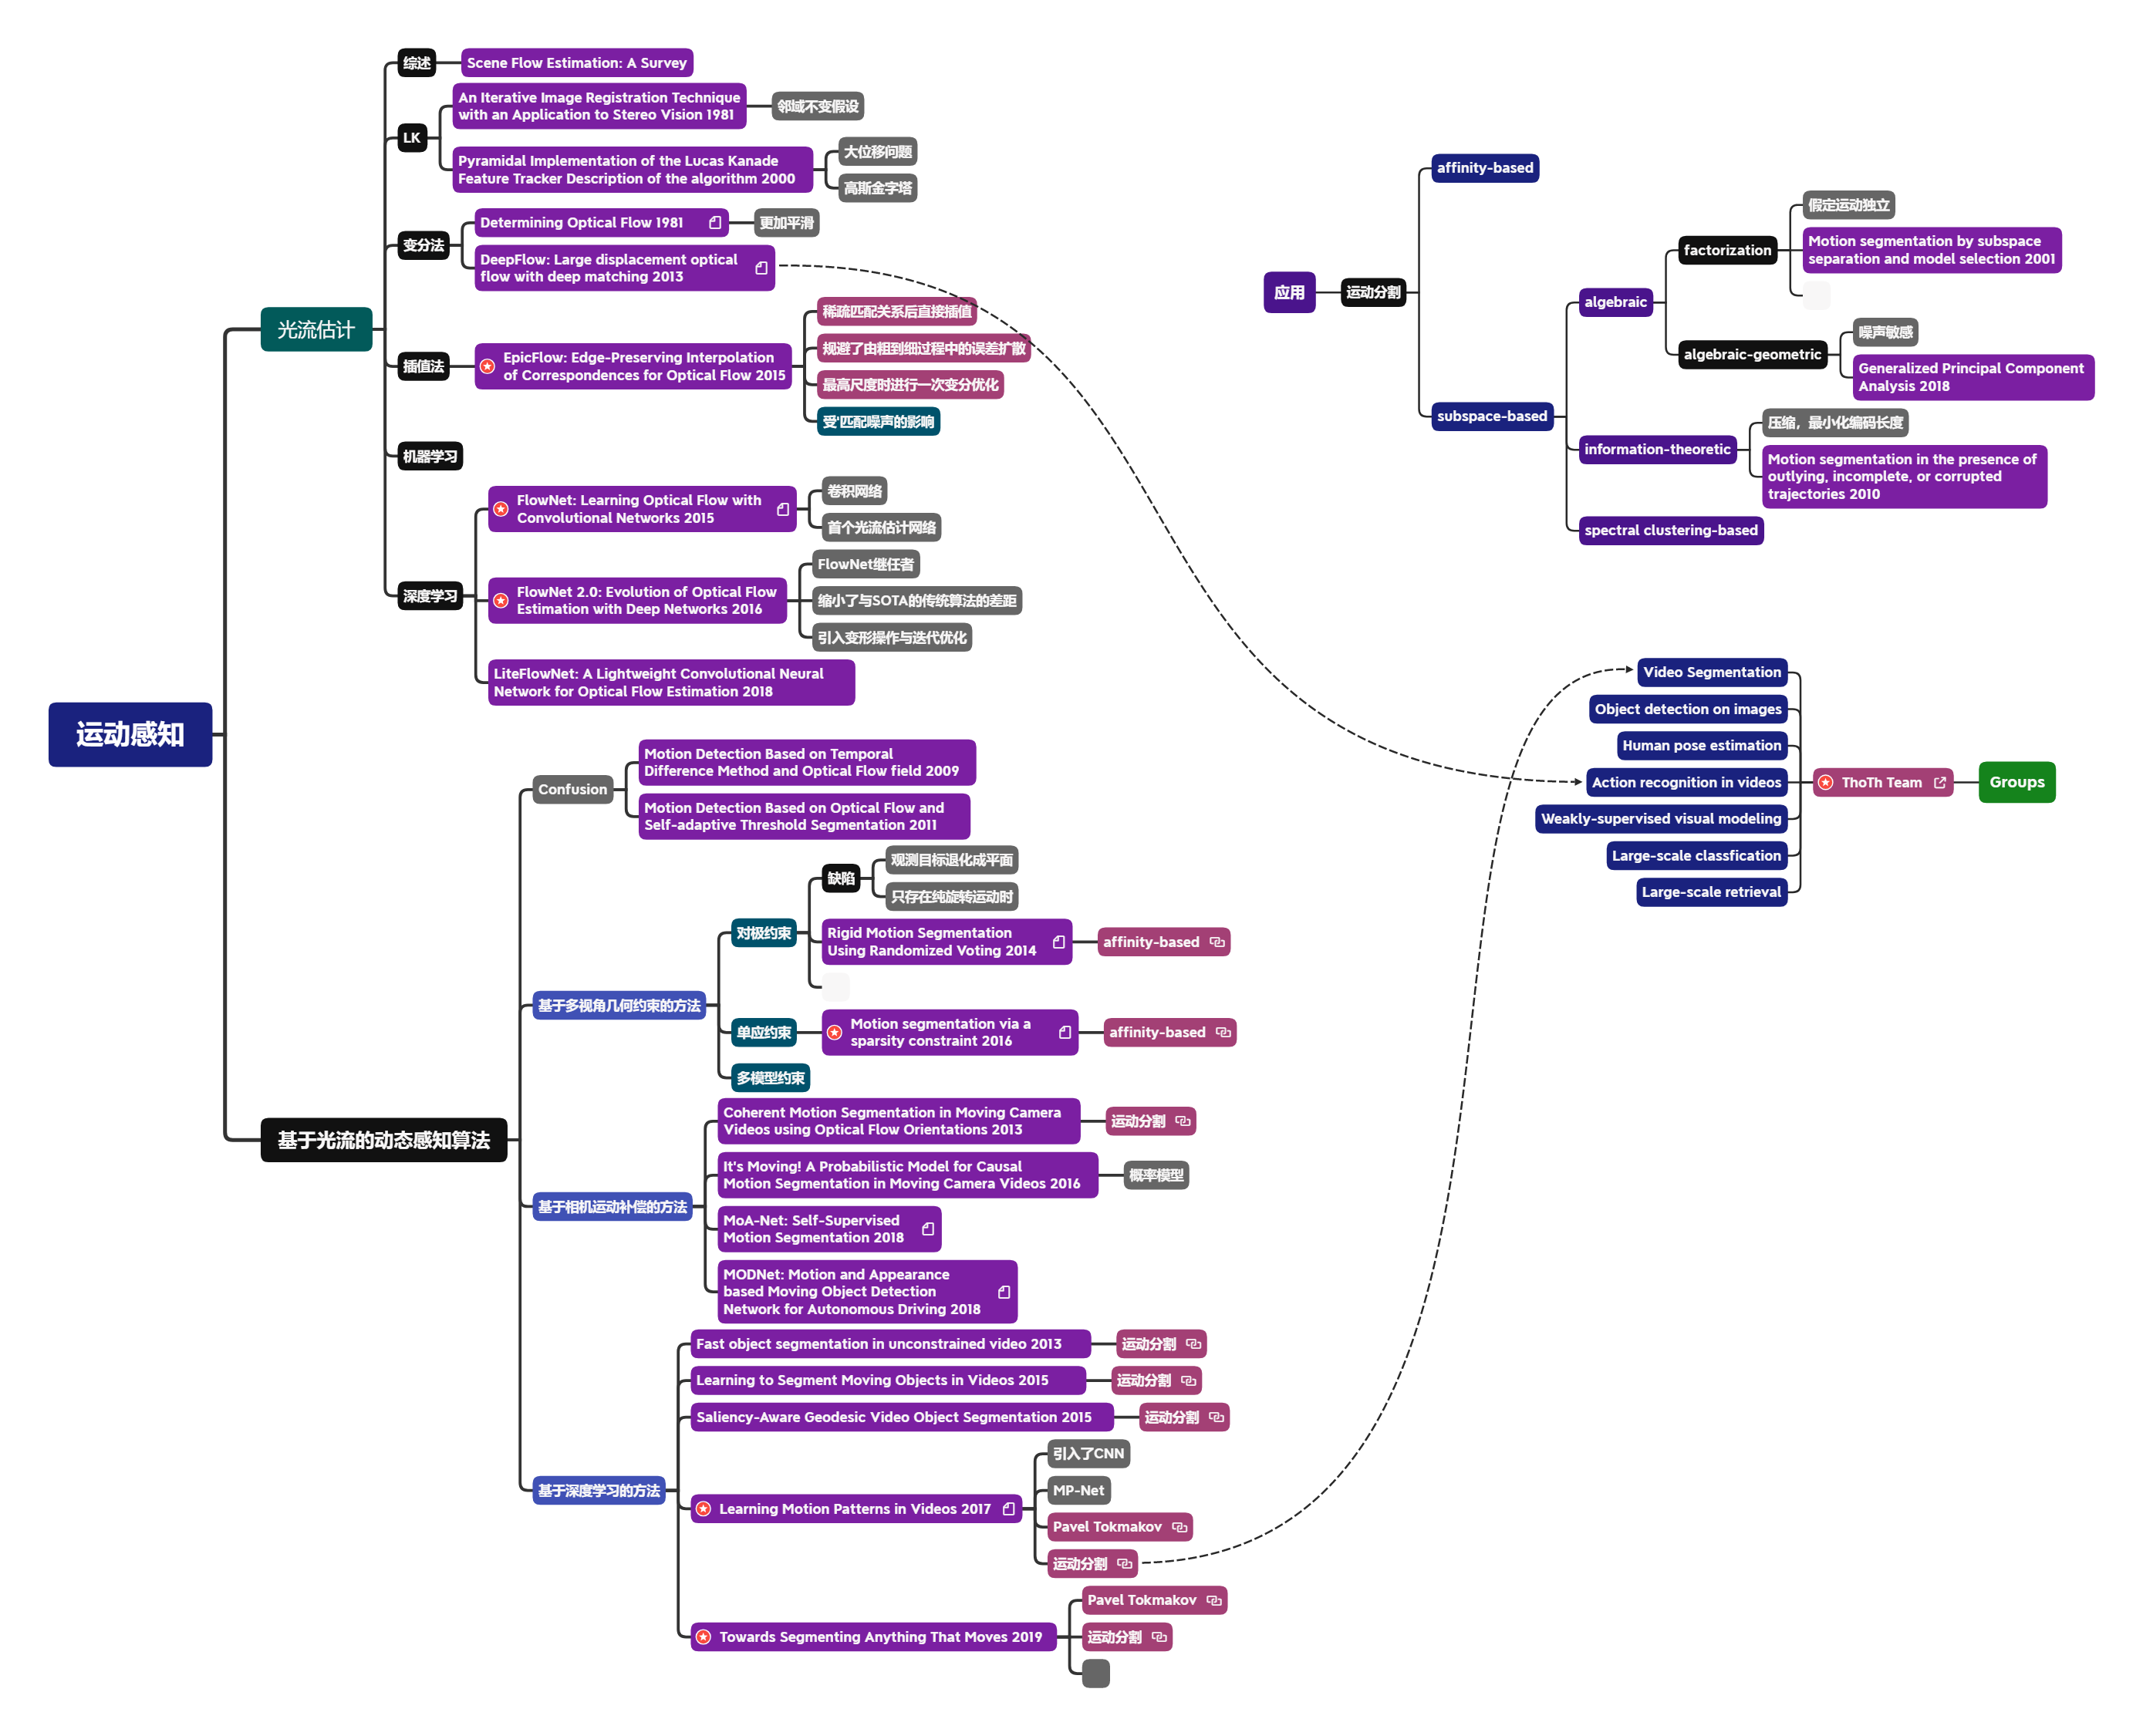 运动感知
光流估计
综述
Scene Flow Estimation: A Survey
LK
An Iterative Image Registration Technique
with an Application to Stereo Vision 1981
邻域不变假设
Pyramidal Implementation of the Lucas Kanade
Feature Tracker Description of the algorithm 2000
大位移问题
高斯金字塔
变分法
Determining Optical Flow 1981
更加平滑
DeepFlow: Large displacement optical
flow with deep matching 2013
插值法
EpicFlow: Edge-Preserving Interpolation
of Correspondences for Optical Flow 2015
稀疏匹配关系后直接插值
规避了由粗到细过程中的误差扩散
最高尺度时进行一次变分优化
受'匹配噪声的影响
机器学习
深度学习
FlowNet: Learning Optical Flow with
Convolutional Networks 2015
卷积网络
首个光流估计网络
FlowNet 2.0: Evolution of Optical Flow
Estimation with Deep Networks 2016
FlowNet继任者
缩小了与SOTA的传统算法的差距
引入变形操作与迭代优化
LiteFlowNet: A Lightweight Convolutional Neural
Network for Optical Flow Estimation 2018
基于光流的动态感知算法
Confusion
Motion Detection Based on Temporal
Difference Method and Optical Flow field 2009
Motion Detection Based on Optical Flow and
Self-adaptive Threshold Segmentation 2011
基于多视角几何约束的方法
对极约束
缺陷
观测目标退化成平面
只存在纯旋转运动时
Rigid Motion Segmentation
Using Randomized Voting 2014
affinity-based
单应约束
Motion segmentation via a
sparsity constraint 2016
affinity-based
多模型约束
基于相机运动补偿的方法
Coherent Motion Segmentation in Moving Camera
Videos using Optical Flow Orientations 2013
运动分割
It's Moving! A Probabilistic Model for Causal
Motion Segmentation in Moving Camera Videos 2016
概率模型
MoA-Net: Self-Supervised
Motion Segmentation 2018
MODNet: Motion and Appearance
based Moving Object Detection
Network for Autonomous Driving 2018
基于深度学习的方法
Fast object segmentation in unconstrained video 2013
运动分割
Learning to Segment Moving Objects in Videos 2015
运动分割
Saliency-Aware Geodesic Video Object Segmentation 2015
运动分割
Learning Motion Patterns in Videos 2017
引入了CNN
MP-Net
Pavel Tokmakov
运动分割
Towards Segmenting Anything That Moves 2019
Pavel Tokmakov
运动分割
应用
运动分割
affinity-based
subspace-based
algebraic
factorization
假定运动独立
Motion segmentation by subspace
separation and model selection 2001
algebraic-geometric
噪声敏感
Generalized Principal Component
Analysis 2018
information-theoretic
压缩，最小化编码长度
Motion segmentation in the presence of
outlying, incomplete, or corrupted
trajectories 2010
spectral clustering-based
Groups
ThoTh Team
Video Segmentation
Object detection on images
Human pose estimation
Action recognition in videos
Weakly-supervised visual modeling
Large-scale classfication
Large-scale retrieval